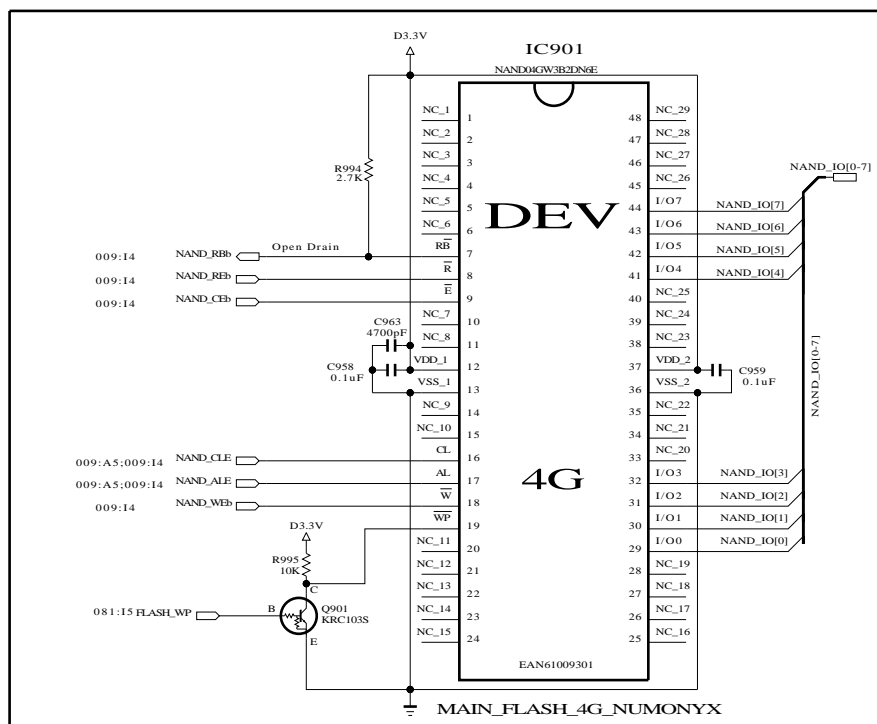 D3.3V
IC901
NAND04GW3B2DN6E
NC_1 1 48 NC_29
NC_2 2 47 NC_28
NC_3 3 46 NC_27
NAND_IO[0-7]
R994
2.7K
NC_4 4 45 NC_26
NC_5 5 44 I/O7 NAND_IO[7]
DEV
NC_6 6 43 I/O6 NAND_IO[6]
009:I4 NAND_RBb Open Drain RB 7 42 I/O5 NAND_IO[5]
009:I4 NAND_REb R 8 41 I/O4 NAND_IO[4]
009:I4 NAND_CEb E 9 40 NC_25
NC_7 10 39 NC_24
C963
4700pF
NC_8 11 38 NC_23
C958
0.1uF
VDD_1 12 37 VDD_2
C959
0.1uF
VSS_1 13 36 VSS_2
NAND_IO[0-7]
NC_9 14 35 NC_22
NC_10 15 34 NC_21
009:A5;009:I4 NAND_CLE CL 16 33 NC_20
009:A5;009:I4 NAND_ALE AL 17 32 I/O3 NAND_IO[3]
4G
009:I4 NAND_WEb W 18 31 I/O2 NAND_IO[2]
D3.3V
WP 19 30 I/O1 NAND_IO[1]
NC_11 20 29 I/O0 NAND_IO[0]
R995
10K
NC_12 21 28 NC_19
C
NC_13 22 27 NC_18
081:I5 FLASH_WP B
Q901
KRC103S
NC_14 23 26 NC_17
E
NC_15 24 25 NC_16
EAN61009301
MAIN_FLASH_4G_NUMONYX